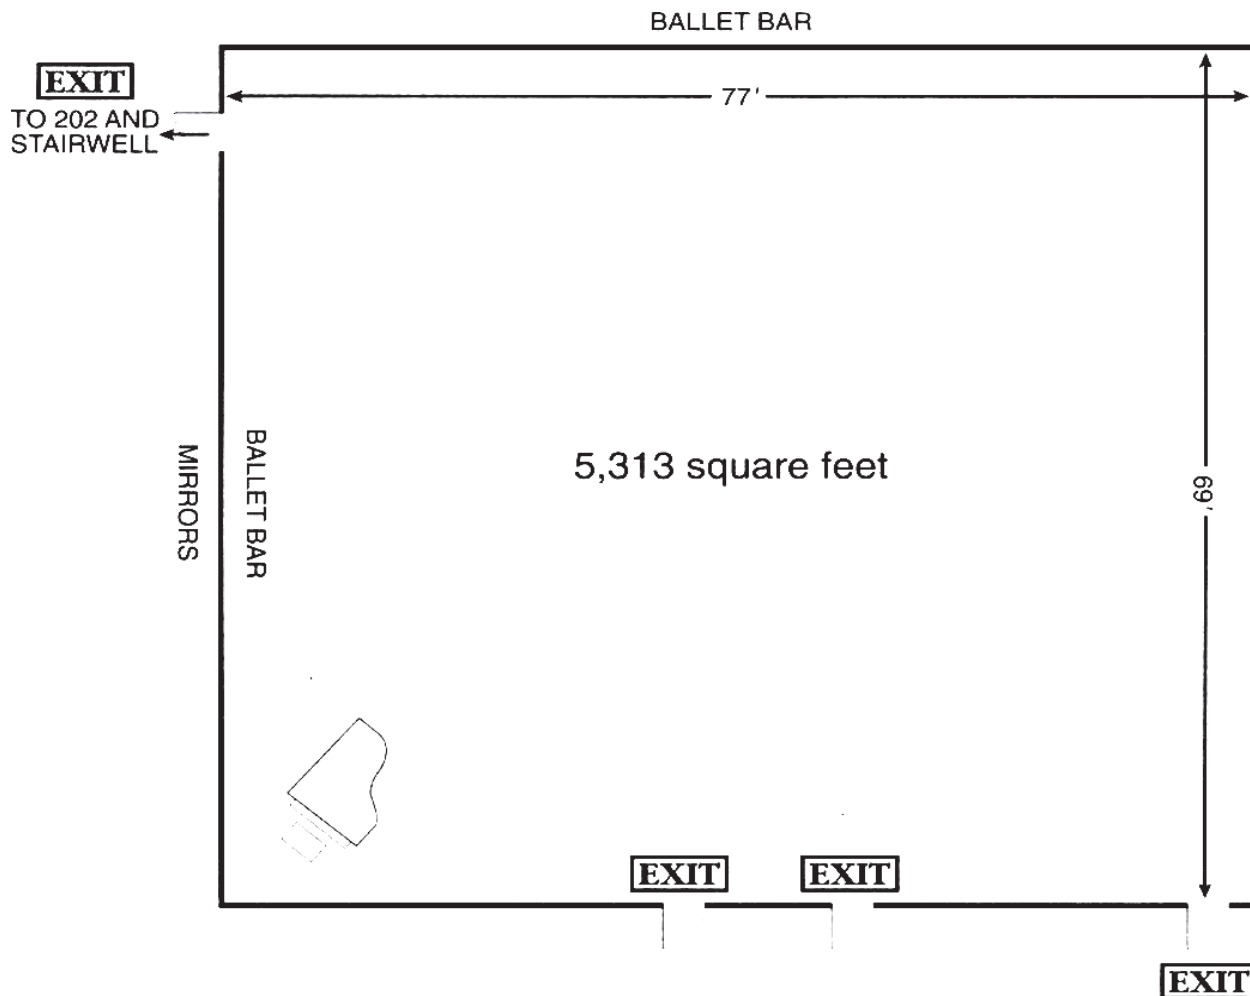 BALLET BAR
EXIT
TO 202 AND
STAIRWELL
77'
MIRRORS
BALLET BAR
5,313 square feet
69'
EXIT
EXIT
EXIT